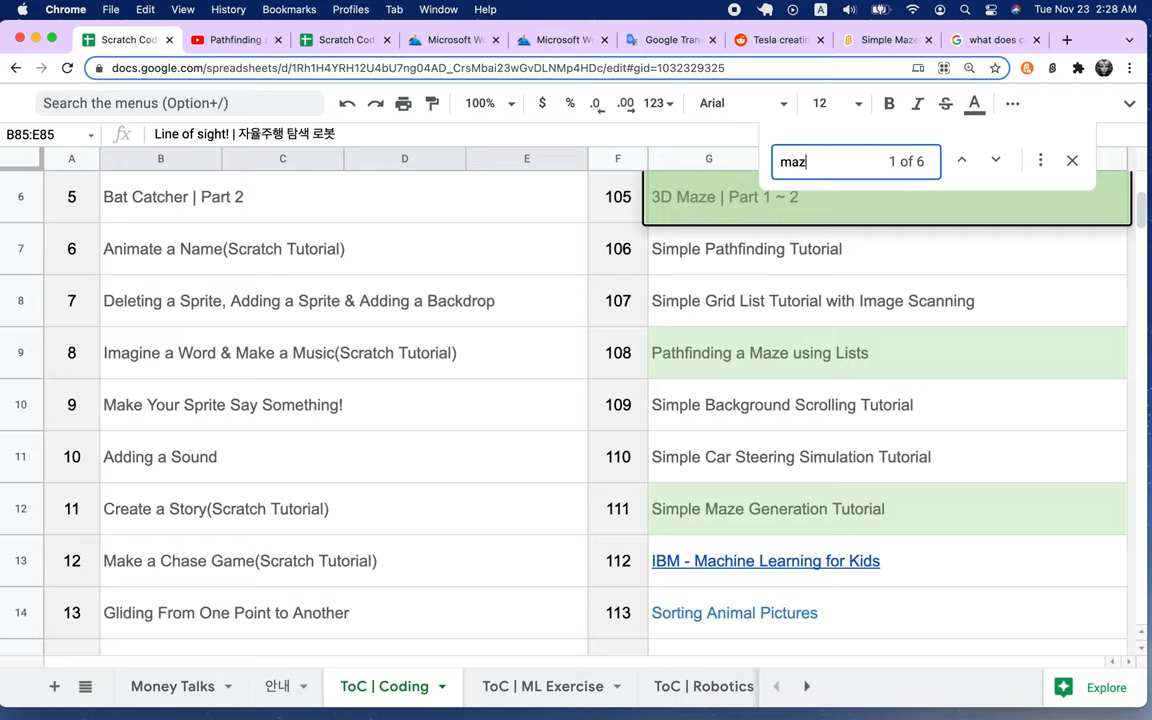 Chrome File Edit View History Bookmarks Profiles Tab Window Help A Tue Nov 23 2:28 AM
Scratch Cod Pathfinding a Scratch Cod Microsoft Wo Microsoft Wo Google Tran Tesla creatin Simple Maze what does c
docs.google.com/spreadsheets/d/1Rh1H4YRH12U4bU7ng04AD_CrsMbai23wGvDLNMp4HDc/edit#gid=1032329325
Search the menus (Option+/) 100% $ % .0 .00 123 Arial 12 B I S A
B85:E85 fx Line of sight! | 자율주행 탐색 로봇
maz 1 of 6
A B C D E F G
6 5 Bat Catcher | Part 2 105 3D Maze | Part 1 ~ 2
7 6 Animate a Name(Scratch Tutorial) 106 Simple Pathfinding Tutorial
8 7 Deleting a Sprite, Adding a Sprite & Adding a Backdrop 107 Simple Grid List Tutorial with Image Scanning
9 8 Imagine a Word & Make a Music(Scratch Tutorial) 108 Pathfinding a Maze using Lists
10 9 Make Your Sprite Say Something! 109 Simple Background Scrolling Tutorial
11 10 Adding a Sound 110 Simple Car Steering Simulation Tutorial
12 11 Create a Story(Scratch Tutorial) 111 Simple Maze Generation Tutorial
13 12 Make a Chase Game(Scratch Tutorial) 112 IBM - Machine Learning for Kids
14 13 Gliding From One Point to Another 113 Sorting Animal Pictures
Money Talks 안내 ToC | Coding ToC | ML Exercise ToC | Robotics Explore